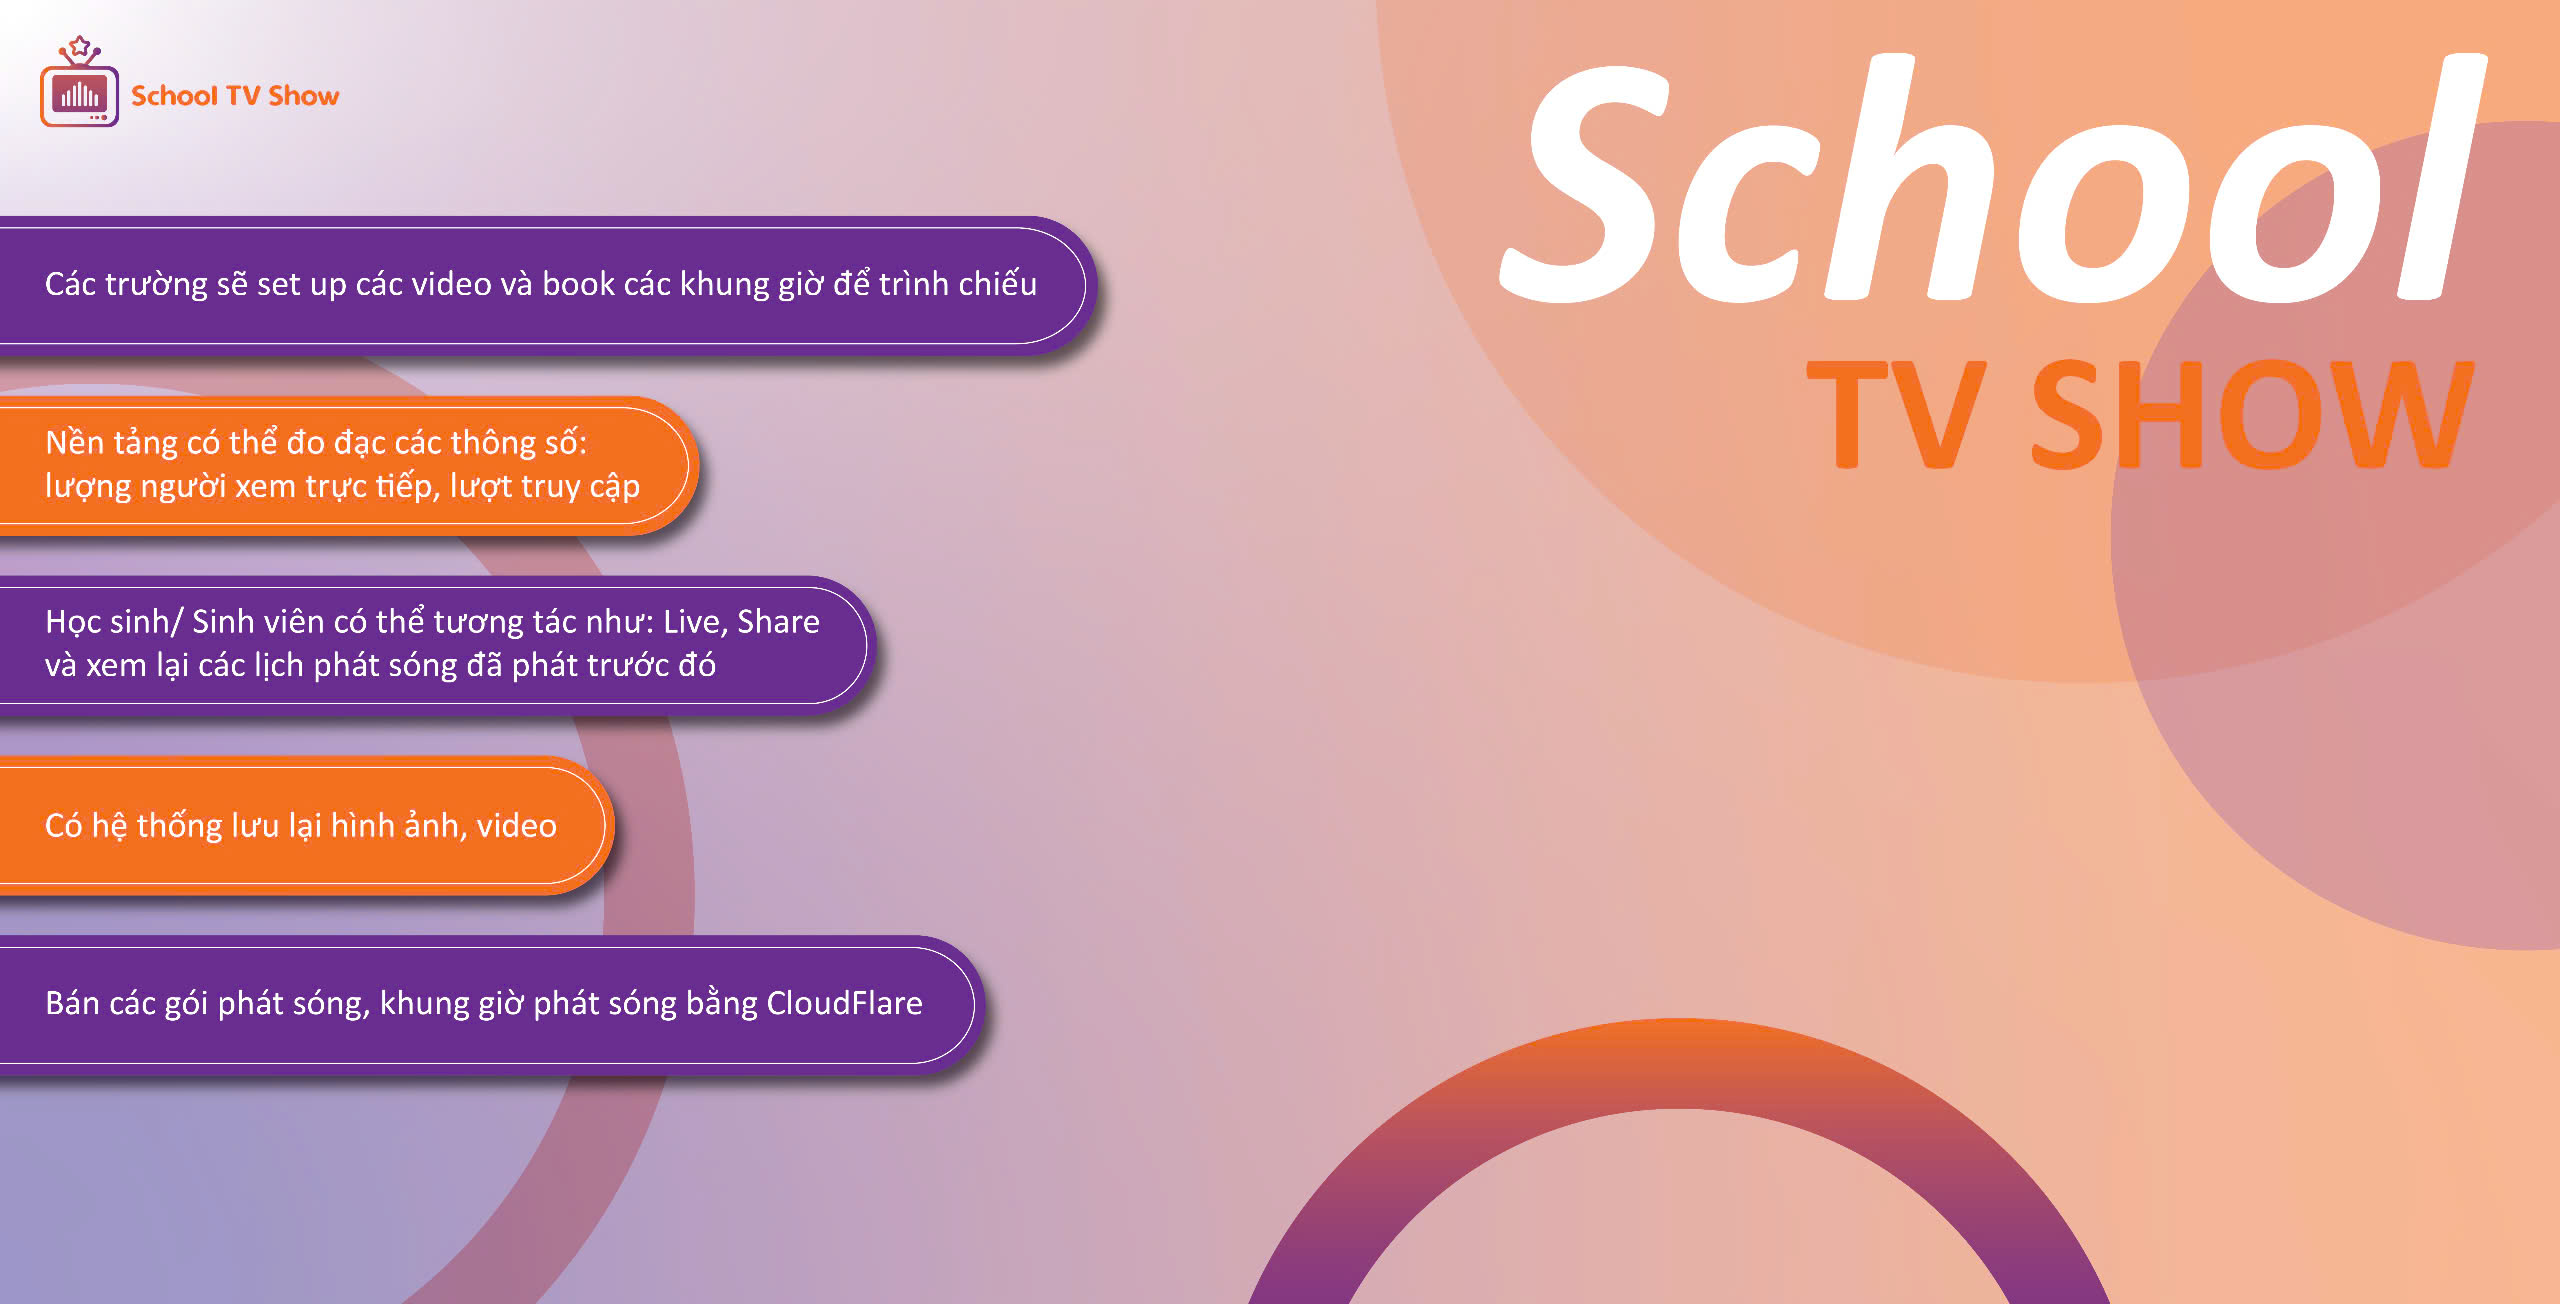 School TV Show
School
TV SHOW
Các trường sẽ set up các video và book các khung giờ để trình chiếu
Nền tảng có thể đo đạc các thông số:
lượng người xem trực tiếp, lượt truy cập
Học sinh/ Sinh viên có thể tương tác như: Live, Share
và xem lại các lịch phát sóng đã phát trước đó
Có hệ thống lưu lại hình ảnh, video
Bán các gói phát sóng, khung giờ phát sóng bằng CloudFlare